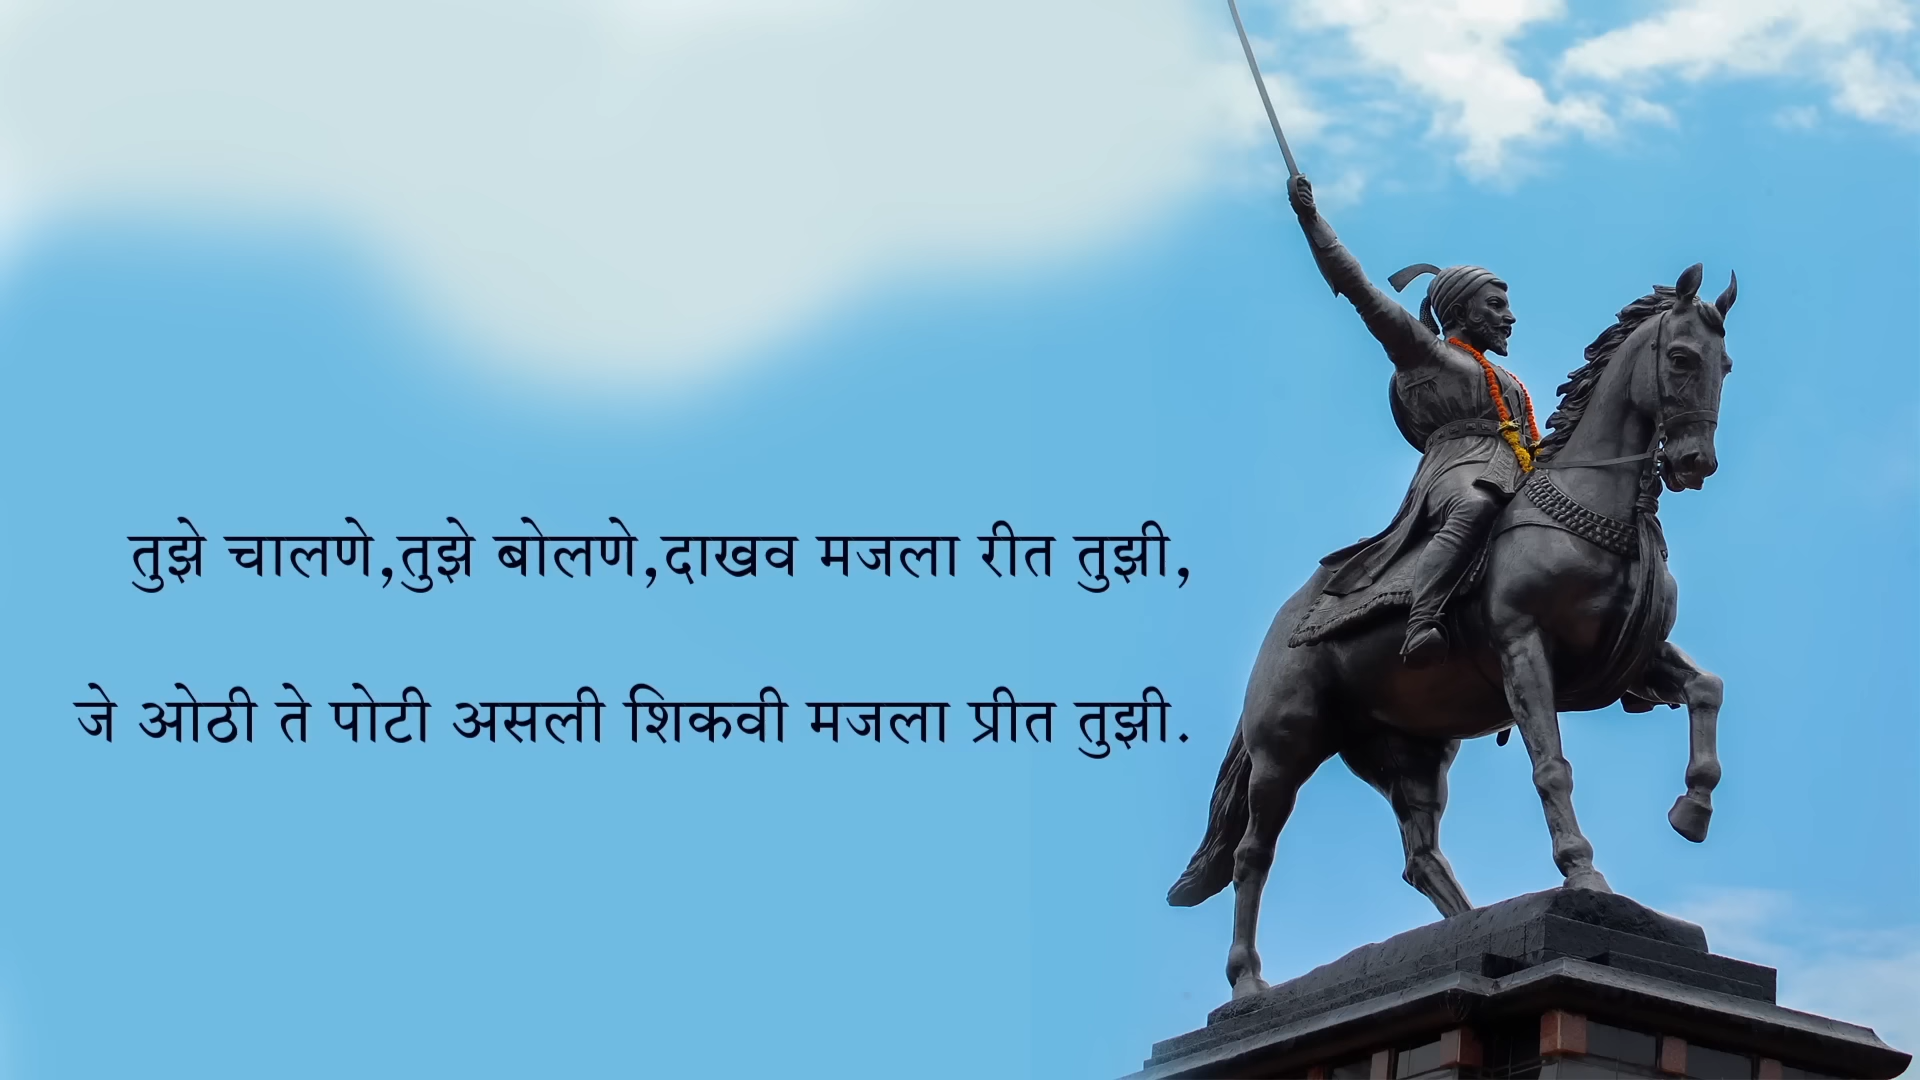 तुझे चालणे,तुझे बोलणे,दाखव मजला रीत तुझी,
जे ओठी ते पोटी असली शिकवी मजला प्रीत तुझी.